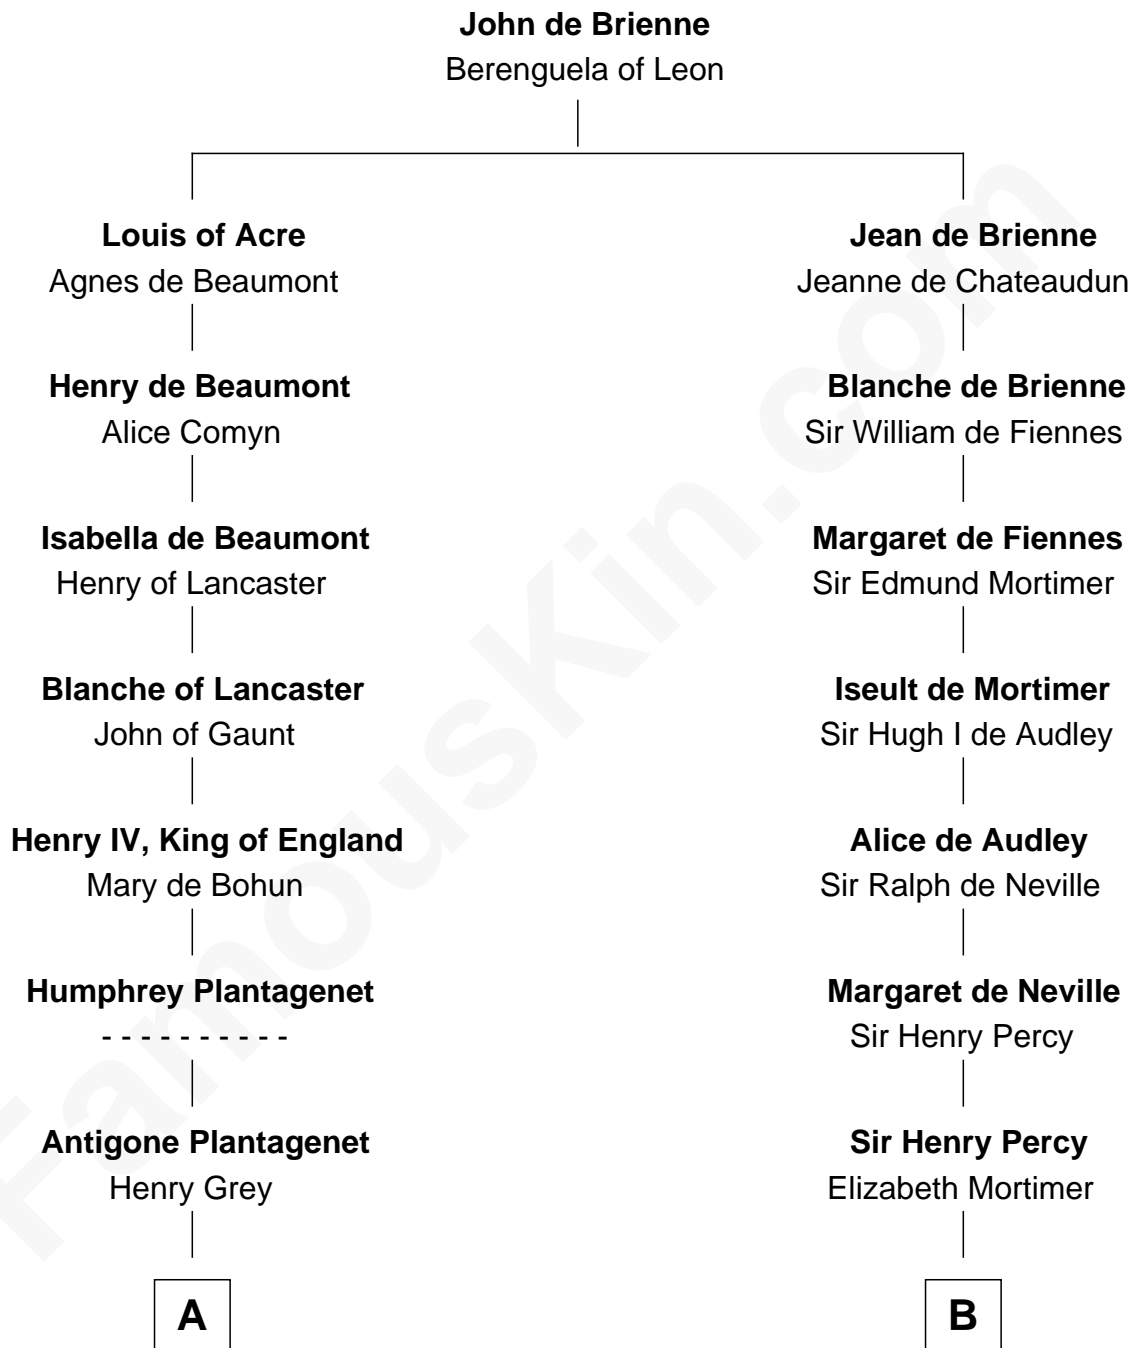 John de Brienne
Berenguela of Leon
Louis of Acre
Agnes de Beaumont
Jean de Brienne
Jeanne de Chateaudun
Henry de Beaumont
Alice Comyn
Blanche de Brienne
Sir William de Fiennes
Isabella de Beaumont
Henry of Lancaster
Margaret de Fiennes
Sir Edmund Mortimer
Blanche of Lancaster
John of Gaunt
Iseult de Mortimer
Sir Hugh I de Audley
Henry IV, King of England
Mary de Bohun
Alice de Audley
Sir Ralph de Neville
Humphrey Plantagenet
- - - - - - - - - -
Margaret de Neville
Sir Henry Percy
Antigone Plantagenet
Henry Grey
Sir Henry Percy
Elizabeth Mortimer
A
B
FamousKin.com